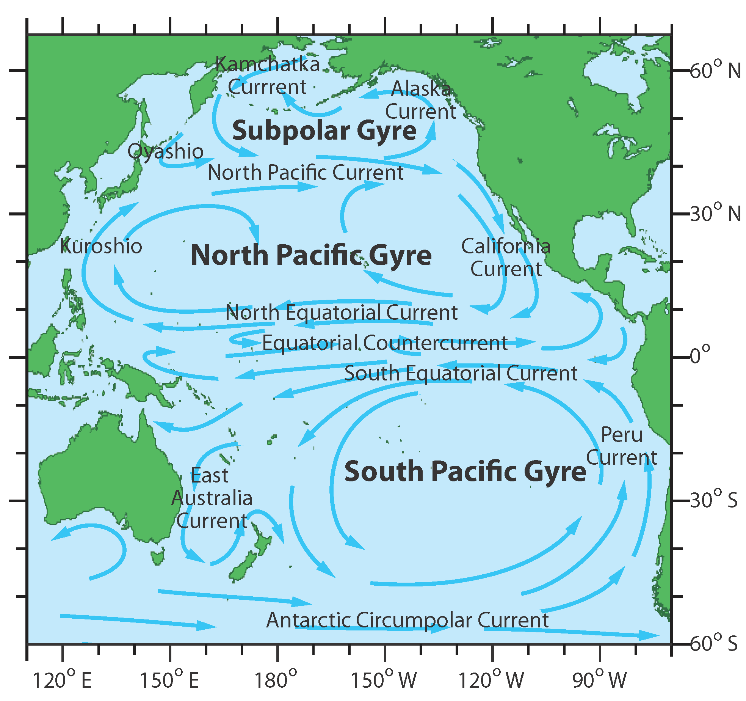 Kamchatka
Currrent
Alaska
Current
Subpolar Gyre
Oyashio
North Pacific Current
Kuroshio
North Pacific Gyre
California
Current
North Equatorial Current
Equatorial Countercurrent
South Equatorial Current
Peru
Current
South Pacific Gyre
East
Australia
Current
Antarctic Circumpolar Current
60° N
30° N
0°
30° S
60° S
120° E
150° E
180°
150° W
120° W
90° W